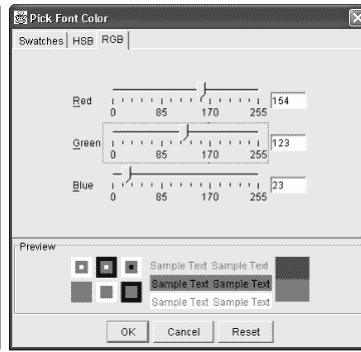 Pick Font Color
Swatches HSB RGB
Red 164
0 85 170 255
Green 123
0 85 170 255
Blue 23
0 85 170 255
Preview
Sample Text Sample Text
Sample Text Sample Text
Sample Text Sample Text
OK Cancel Reset